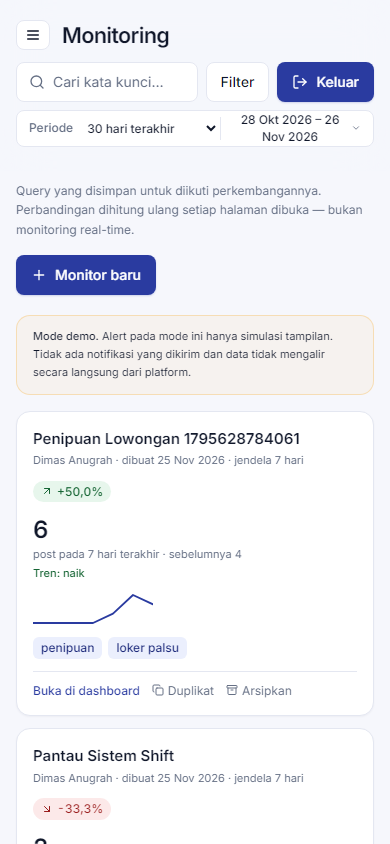 Monitoring
Cari kata kunci...
Filter
Keluar
Periode
30 hari terakhir
28 Okt 2026 – 26
Nov 2026
Query yang disimpan untuk diikuti perkembangannya.
Perbandingan dihitung ulang setiap halaman dibuka — bukan
monitoring real-time.
Monitor baru
Mode demo. Alert pada mode ini hanya simulasi tampilan.
Tidak ada notifikasi yang dikirim dan data tidak mengalir
secara langsung dari platform.
Penipuan Lowongan 1795628784061
Dimas Anugrah · dibuat 25 Nov 2026 · jendela 7 hari
+50,0%
6
post pada 7 hari terakhir · sebelumnya 4
Tren: naik
penipuan
loker palsu
Buka di dashboard
Duplikat
Arsipkan
Pantau Sistem Shift
Dimas Anugrah · dibuat 24 Nov 2026 · jendela 7 hari
-33,3%